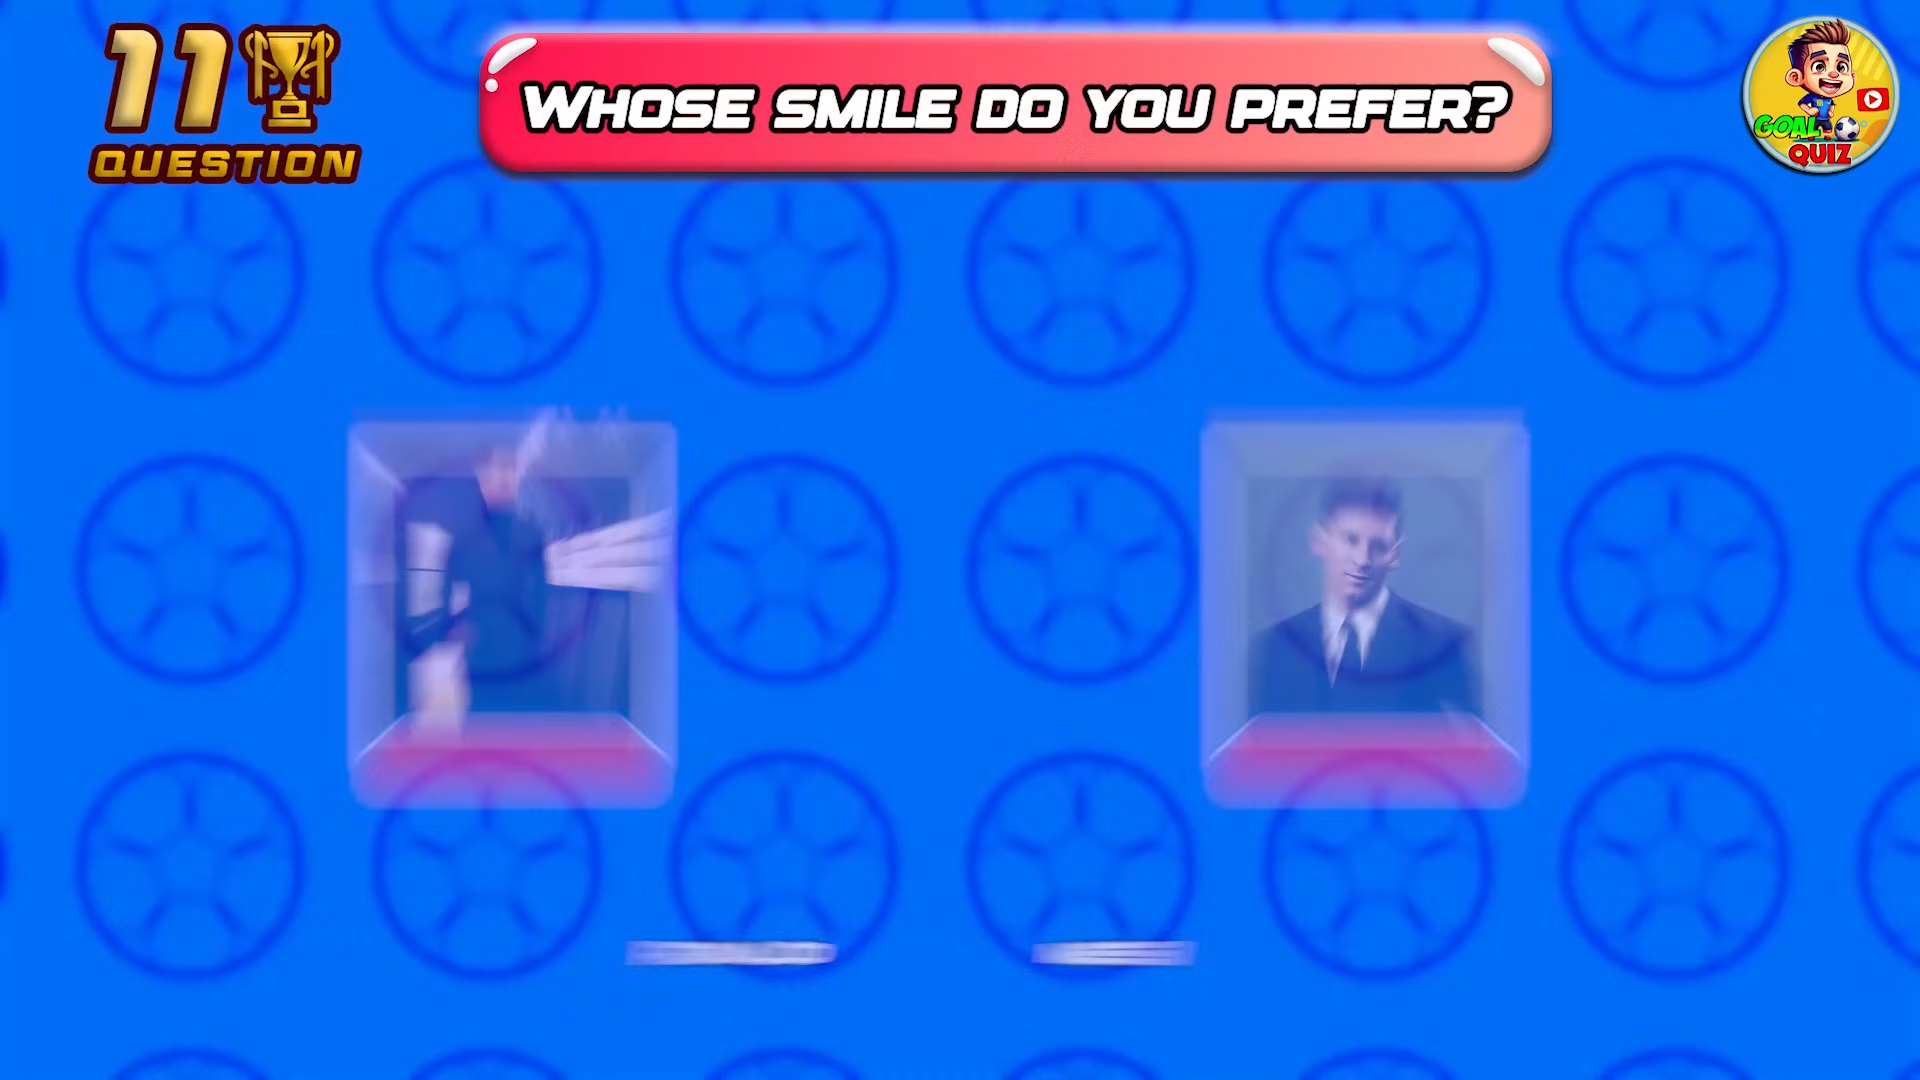 11
QUESTION
WHOSE SMILE DO YOU PREFER?
GOAL
QUIZ